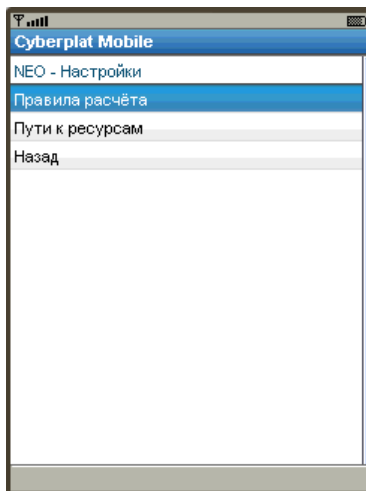 Cyberplat Mobile
NEO - Настройки
Правила расчёта
Пути к ресурсам
Назад